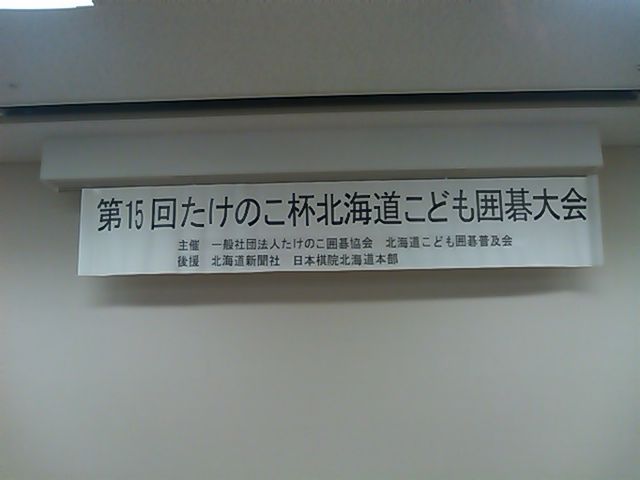 第15回たけのこ杯北海道こども囲碁大会
主催　一般社団法人たけのこ囲碁協会　北海道こども囲碁普及会
後援　北海道新聞社　日本棋院北海道本部